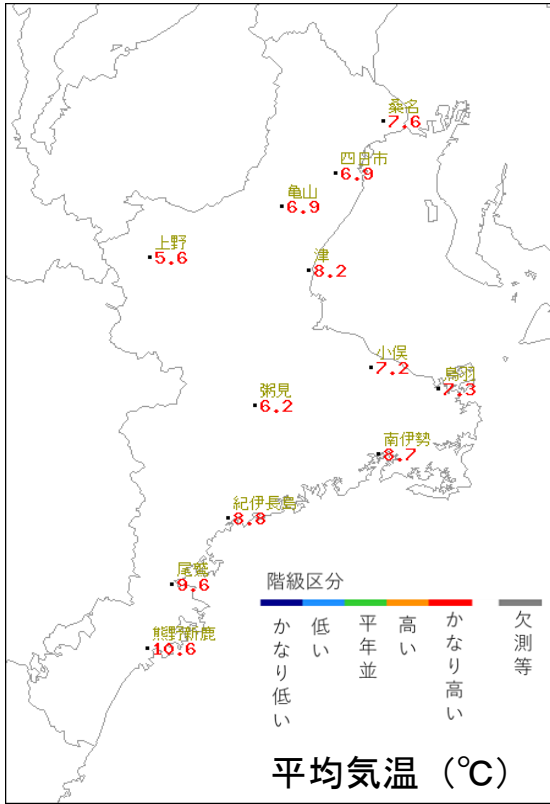 桑名
7.6
四日市
6.9
亀山
6.9
上野
5.6
津
8.2
小俣
7.2
鳥羽
7.3
粥見
6.2
南伊勢
8.7
紀伊長島
8.8
尾鷲
9.6
熊野新鹿
10.6
階級区分
かなり低い
低い
平年並
高い
かなり高い
欠測等
平均気温（℃）